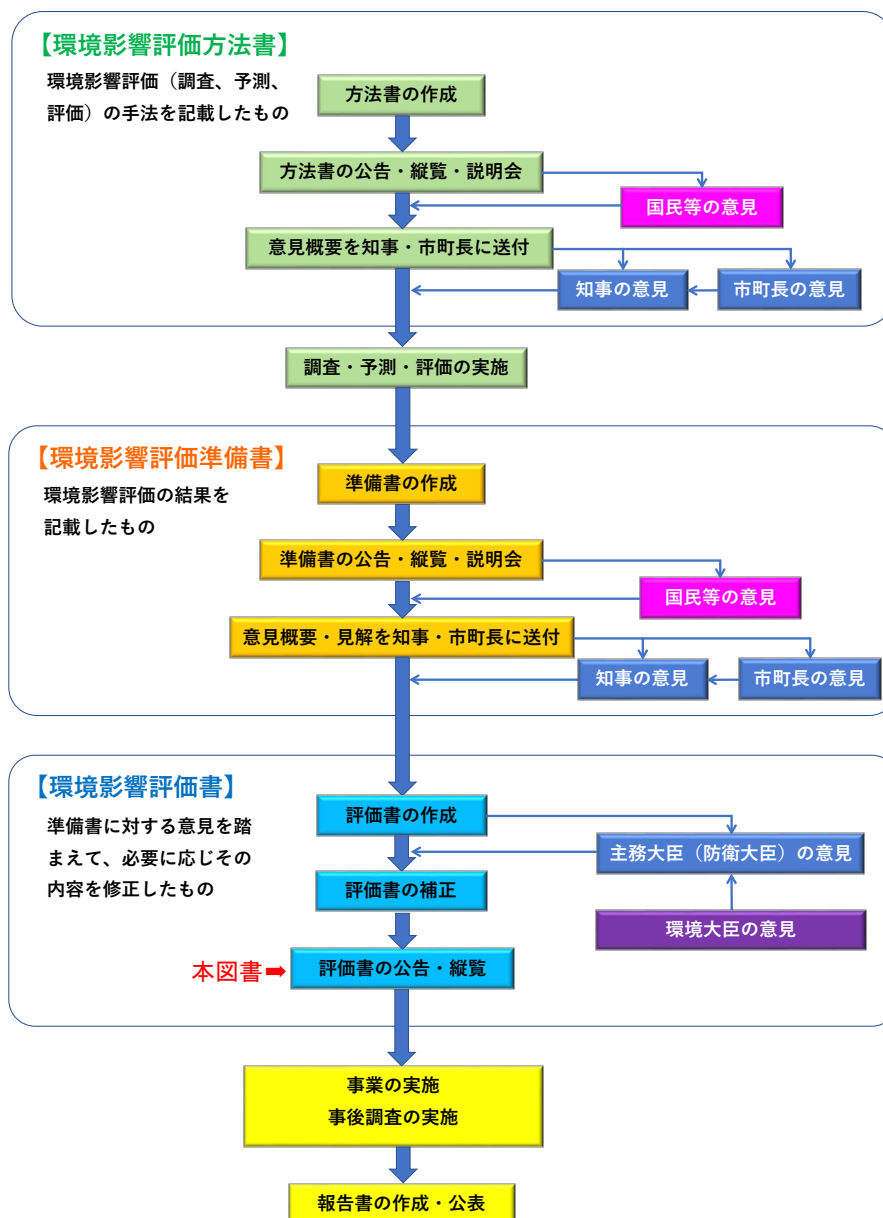 【環境影響評価方法書】
環境影響評価（調査、予測、
評価）の手法を記載したもの
方法書の作成
方法書の公告・縦覧・説明会
国民等の意見
意見概要を知事・市町長に送付
知事の意見
市町長の意見
調査・予測・評価の実施
【環境影響評価準備書】
環境影響評価の結果を
記載したもの
準備書の作成
準備書の公告・縦覧・説明会
国民等の意見
意見概要・見解を知事・市町長に送付
知事の意見
市町長の意見
【環境影響評価書】
準備書に対する意見を踏
まえて、必要に応じその
内容を修正したもの
評価書の作成
主務大臣（防衛大臣）の意見
評価書の補正
環境大臣の意見
本図書➡
評価書の公告・縦覧
事業の実施
事後調査の実施
報告書の作成・公表